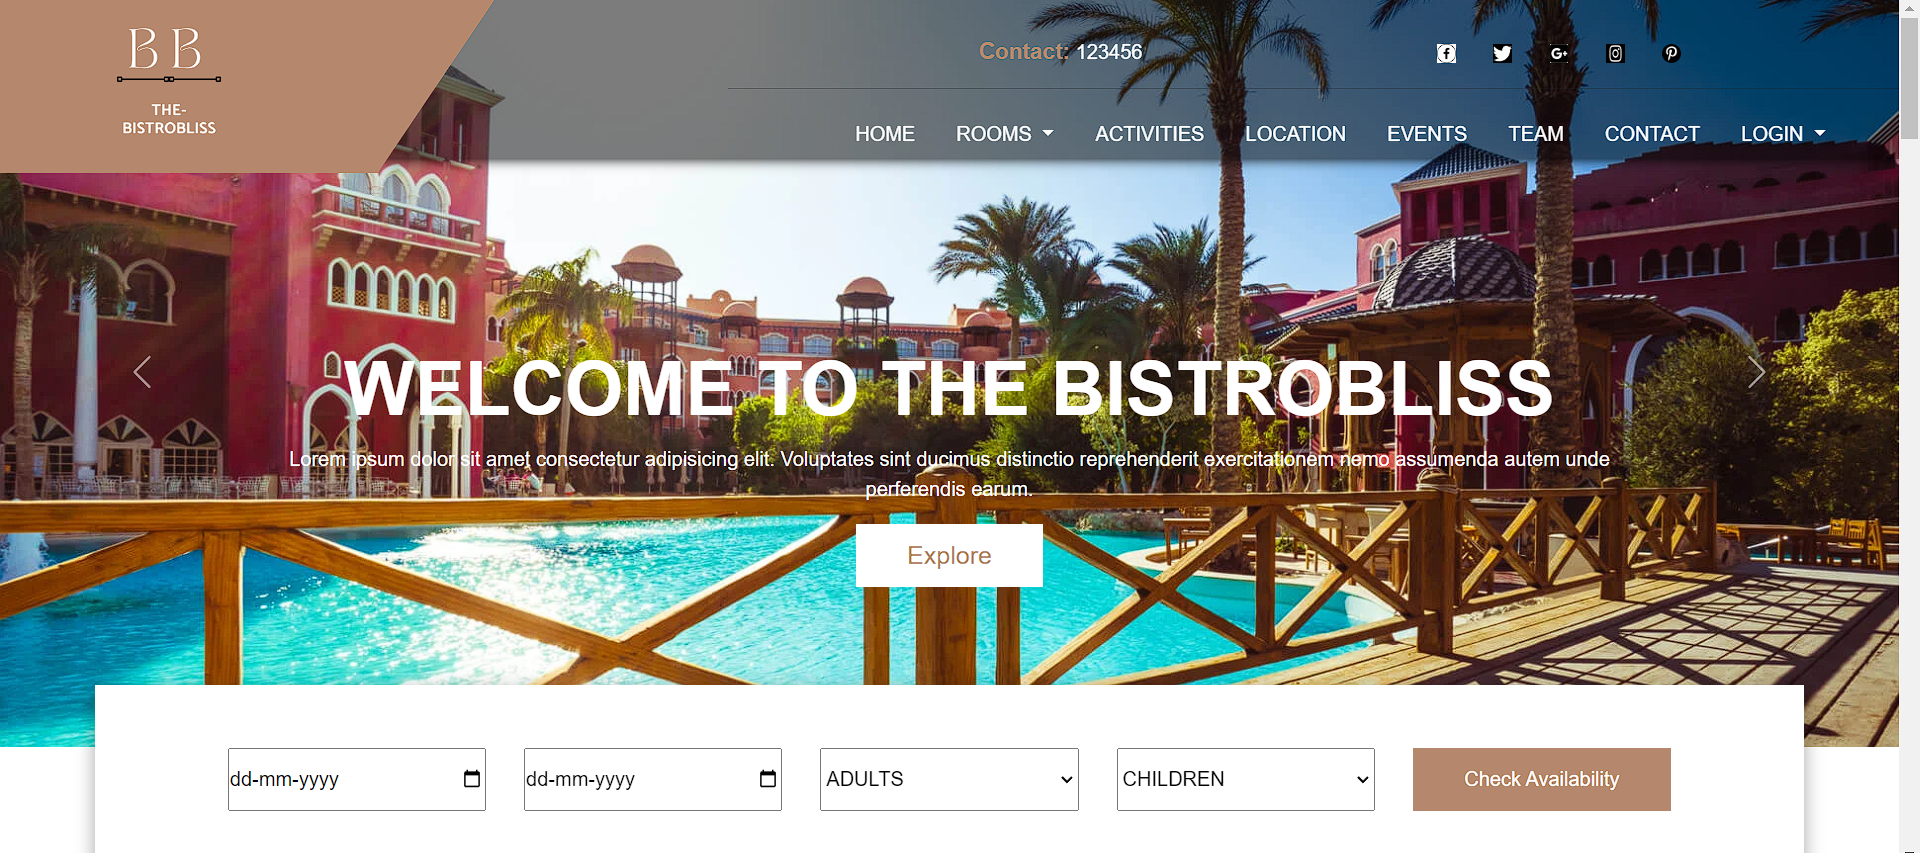 BB
THE-
BISTROBLISS
Contact: 123456
HOME ROOMS ACTIVITIES LOCATION EVENTS TEAM CONTACT LOGIN
WELCOME TO THE BISTROBLISS
Lorem ipsum dolor sit amet consectetur adipisicing elit. Voluptates sint ducimus distinctio reprehenderit exercitationem nemo assumenda autem unde
perferendis earum.
Explore
dd-mm-yyyy dd-mm-yyyy ADULTS CHILDREN Check Availability